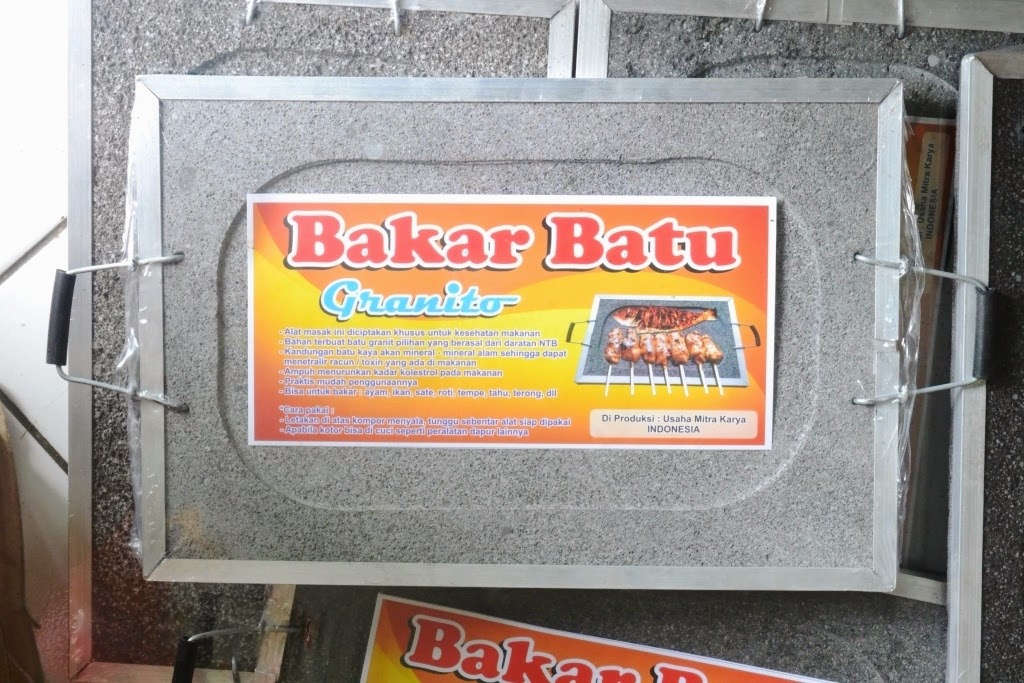 Bakar Batu
Granito
- Alat masak ini diciptakan khusus untuk kesehatan makanan
- Bahan terbuat batu granit pilihan yang berasal dari daratan NTB
- Kandungan batu kaya akan mineral - mineral alam sehingga dapat
menetralir racun / toxin yang ada di makanan
- Ampuh menurunkan kadar kolestrol pada makanan
- Praktis mudah penggunaannya
- Bisa untuk bakar : ayam, ikan, sate, roti, tempe, tahu, terong, dll
*Cara pakai :
- Letakan di atas kompor menyala, tunggu sebentar alat siap dipakai
- Apabila kotor bisa di cuci seperti peralatan dapur lainnya
Di Produksi : Usaha Mitra Karya
INDONESIA
: Usaha Mitra Karya
INDONESIA
Bakar B